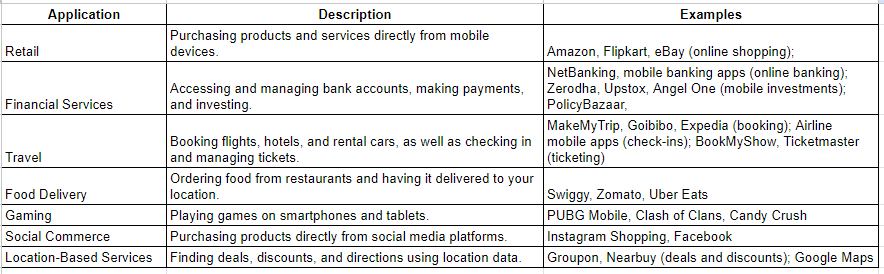 Application Description Examples
Retail
Purchasing products and services directly from mobile
devices.
Amazon, Flipkart, eBay (online shopping);
Financial Services
Accessing and managing bank accounts, making payments,
and investing.
NetBanking, mobile banking apps (online banking);
Zerodha, Upstox, Angel One (mobile investments);
PolicyBazaar,
Travel
Booking flights, hotels, and rental cars, as well as checking in
and managing tickets.
MakeMyTrip, Goibibo, Expedia (booking); Airline
mobile apps (check-ins); BookMyShow, Ticketmaster
(ticketing)
Food Delivery
Ordering food from restaurants and having it delivered to your
location.
Swiggy, Zomato, Uber Eats
Gaming
Playing games on smartphones and tablets.
PUBG Mobile, Clash of Clans, Candy Crush
Social Commerce
Purchasing products directly from social media platforms.
Instagram Shopping, Facebook
Location-Based Services
Finding deals, discounts, and directions using location data.
Groupon, Nearbuy (deals and discounts); Google Maps